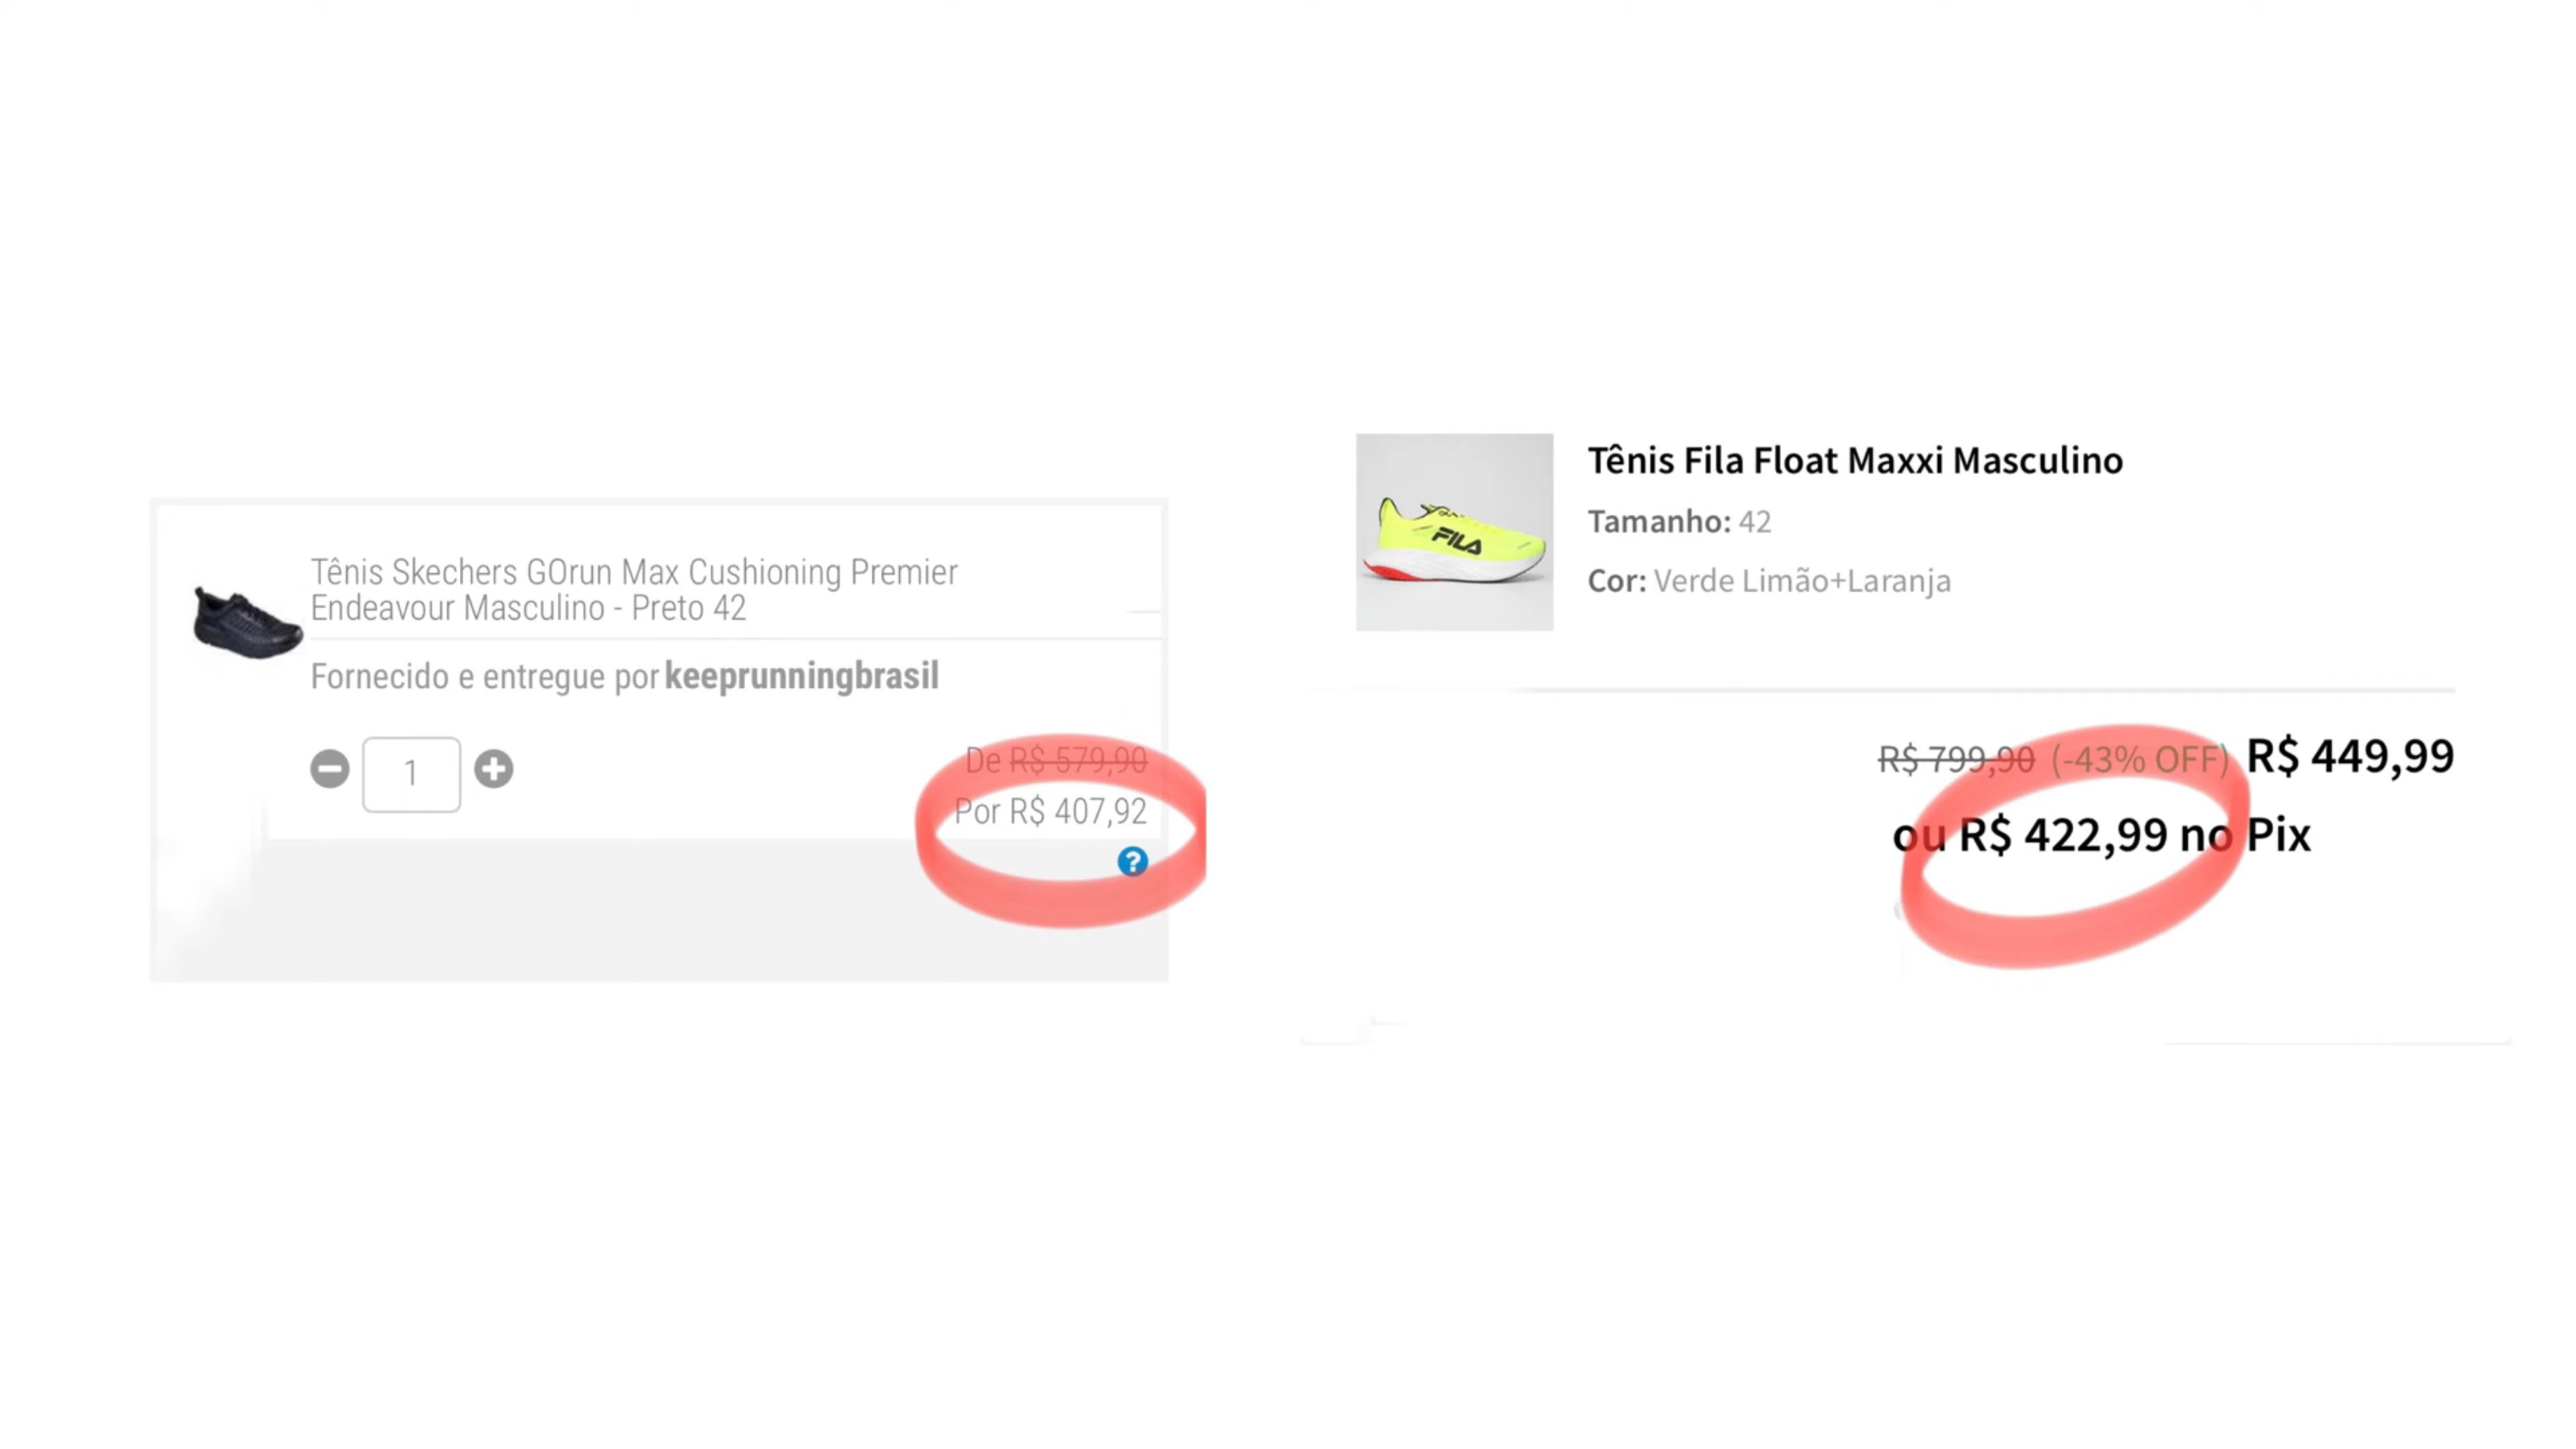 Tênis Skechers GOrun Max Cushioning Premier
Endeavour Masculino - Preto 42
Fornecido e entregue por keeprunningbrasil
1
De R$ 579,90
Por R$ 407,92
?
FILA
Tênis Fila Float Maxxi Masculino
Tamanho: 42
Cor: Verde Limão+Laranja
R$ 799,90 (-43% OFF) R$ 449,99
ou R$ 422,99 no Pix